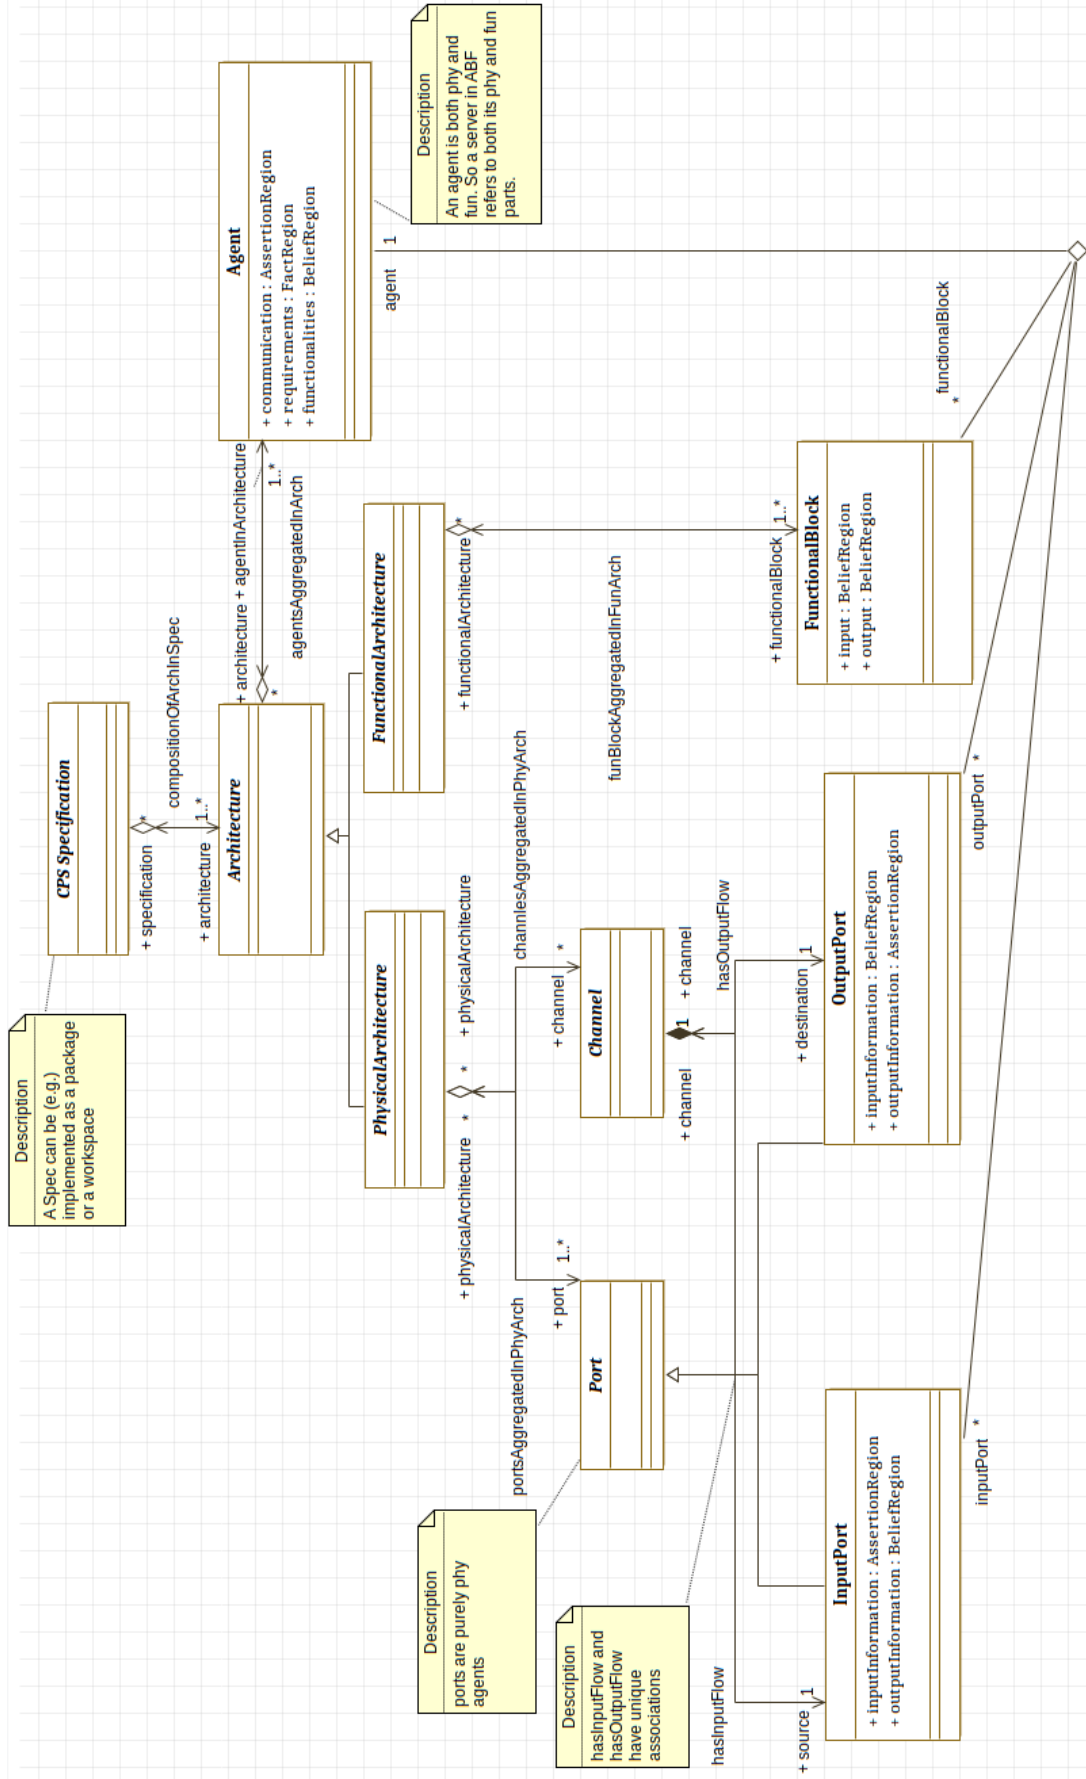 Description
A Spec can be (e.g.)
implemented as a package
or a workspace
CPS Specification
+ specification
*
compositionOfArchInSpec
+ architecture
1..*
Architecture
+ architecture + agentInArchitecture
*
1..*
agentsAggregatedInArch
Agent
+ communication : AssertionRegion
+ requirements : FactRegion
+ functionalities : BeliefRegion
agent
1
Description
An agent is both phy and
fun. So a server in ABF
refers to both its phy and fun
parts.
PhysicalArchitecture
FunctionalArchitecture
+ physicalArchitecture
*
*
+ physicalArchitecture
+ functionalArchitecture
*
portsAggregatedInPhyArch
channlesAggregatedInPhyArch
funBlockAggregatedInFunArch
+ port
1..*
+ channel
*
Description
ports are purely phy
agents
Port
Channel
+ channel
1
+ channel
Description
hasInputFlow and
hasOutputFlow
have unique
associations
hasInputFlow
hasOutputFlow
+ source
1
+ destination
1
+ functionalBlock
1..*
InputPort
+ inputInformation : AssertionRegion
+ outputInformation : BeliefRegion
OutputPort
+ inputInformation : BeliefRegion
+ outputInformation : AssertionRegion
FunctionalBlock
+ input : BeliefRegion
+ output : BeliefRegion
inputPort
*
outputPort
*
*
functionalBlock